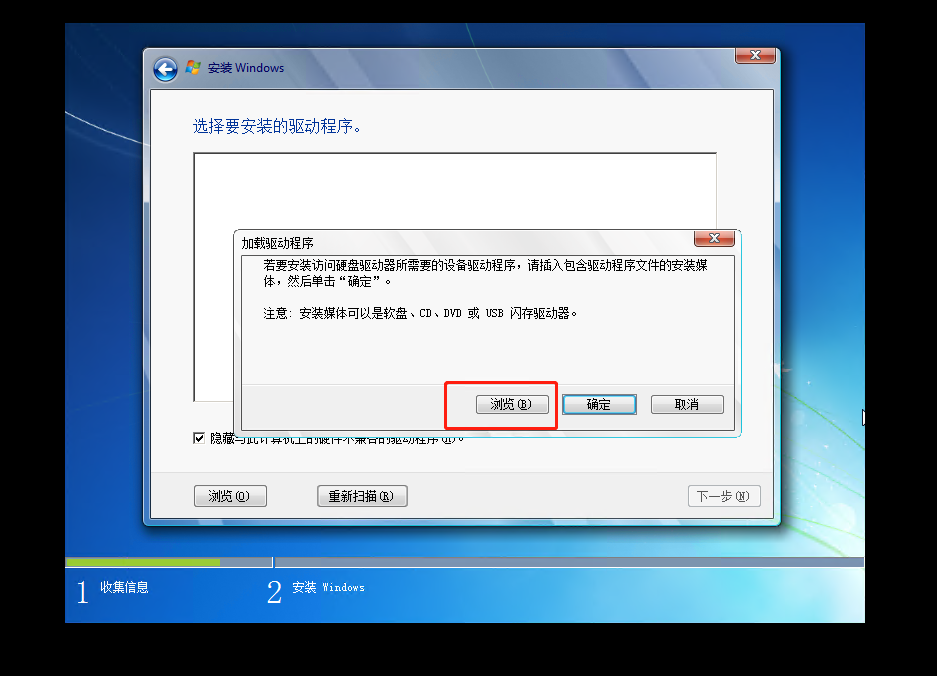 安装 Windows
选择要安装的驱动程序。
加载驱动程序
若要安装访问硬盘驱动器所需要的设备驱动程序，请插入包含驱动程序文件的安装媒
体，然后单击“确定”。
注意: 安装媒体可以是软盘、CD、DVD 或 USB 闪存驱动器。
浏览(B)
确定
取消
隐藏与此计算机上的硬件不兼容的驱动程序(H)。
浏览(O)
重新扫描(R)
下一步(N)
1 收集信息
2 安装 Windows